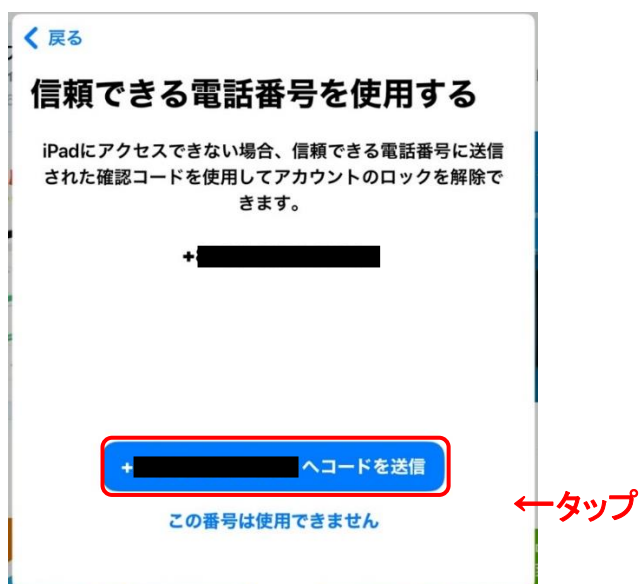 戻る
信頼できる電話番号を使用する
iPadにアクセスできない場合、信頼できる電話番号に送信
された確認コードを使用してアカウントのロックを解除で
きます。
+
+ へコードを送信
←タップ
この番号は使用できません